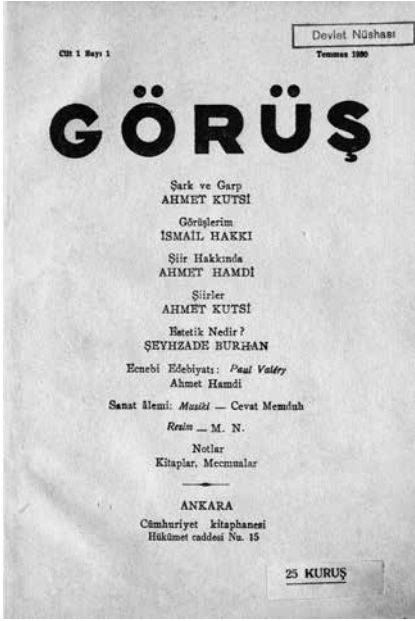 Devlet Nüshası
Cilt 1 Sayı 1
Temmuz 1930
GÖRÜŞ
Şark ve Garp
AHMET KUTSİ
Görüşlerim
İSMAİL HAKKI
Şiir Hakkında
AHMET HAMDİ
Şiirler
AHMET KUTSİ
Estetik Nedir?
ŞEYHZADE BURHAN
Ecnebi Edebiyatı: Paul Valéry
Ahmet Hamdi
Sanat âlemi: Musiki — Cevat Memduh
Resim — M. N.
Notlar
Kitaplar, Mecmualar
ANKARA
Cümhuriyet kitaphanesi
Hükûmet caddesi Nu. 15
25 KURUŞ